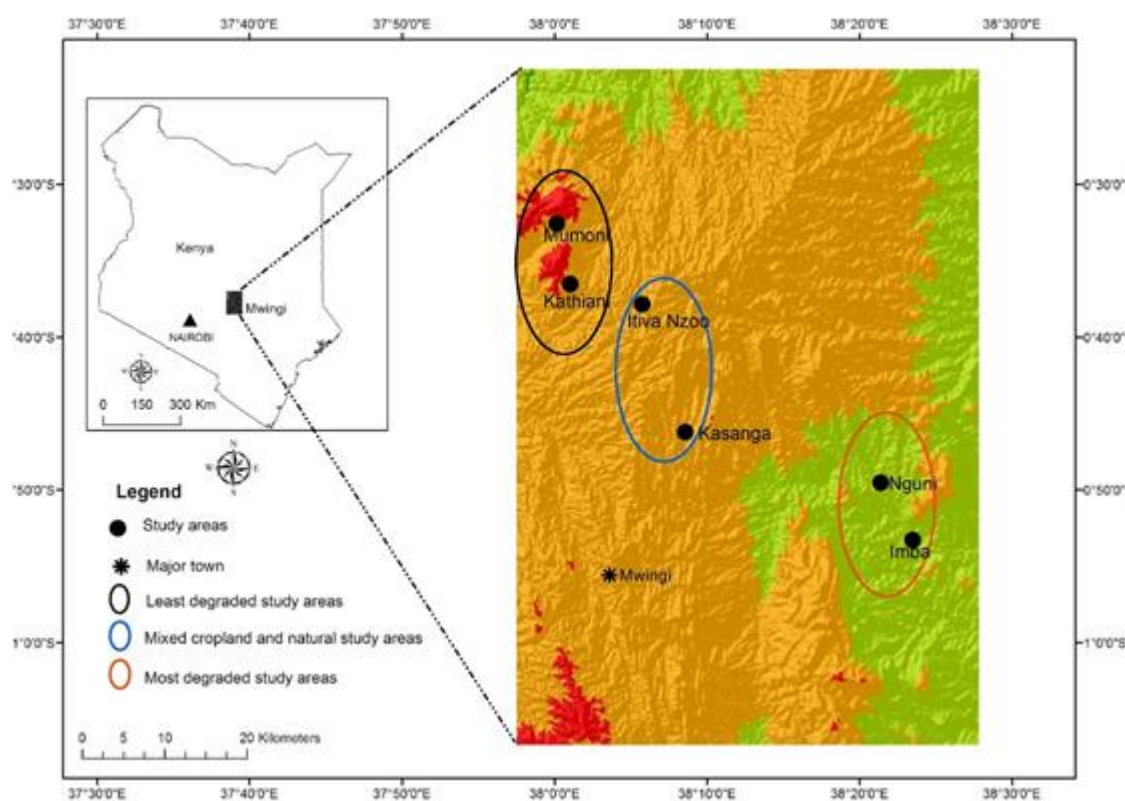 37°30'0"E 37°40'0"E 37°50'0"E 38°0'0"E 38°10'0"E 38°20'0"E 38°30'0"E
°30'0"S
0°30'0"S
Mumoni
Kenya
Kathiani
Mwingi
Itiva Nzoo
NAIROBI
°40'0"S
0°40'0"S
0 150 300 Km
Kasanga
N
W E
S
Nguni
°50'0"S
0°50'0"S
Legend
Study areas
Imba
Major town
Mwingi
Least degraded study areas
Mixed cropland and natural study areas
1°0'0"S
1°0'0"S
Most degraded study areas
0 5 10 20 Kilometers
37°30'0"E 37°40'0"E 37°50'0"E 38°0'0"E 38°10'0"E 38°20'0"E 38°30'0"E